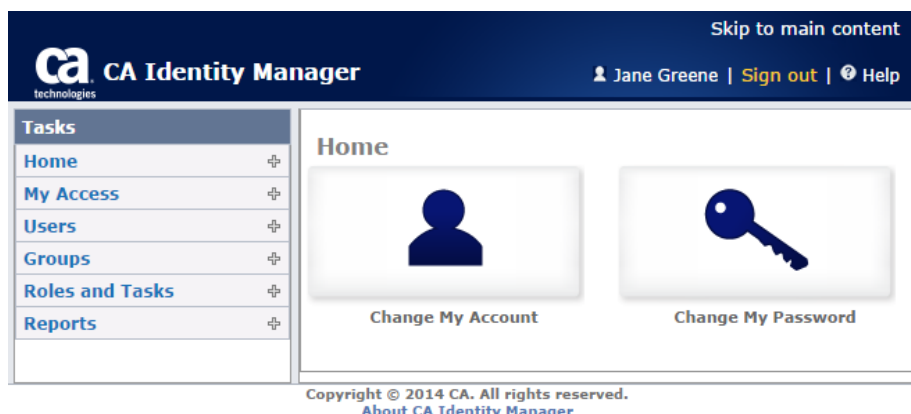 Skip to main content
ca
technologies
CA Identity Manager
Jane Greene | Sign out | Help
Tasks
Home
My Access
Users
Groups
Roles and Tasks
Reports
Home
Change My Account
Change My Password
Copyright © 2014 CA. All rights reserved.
About CA Identity Manager